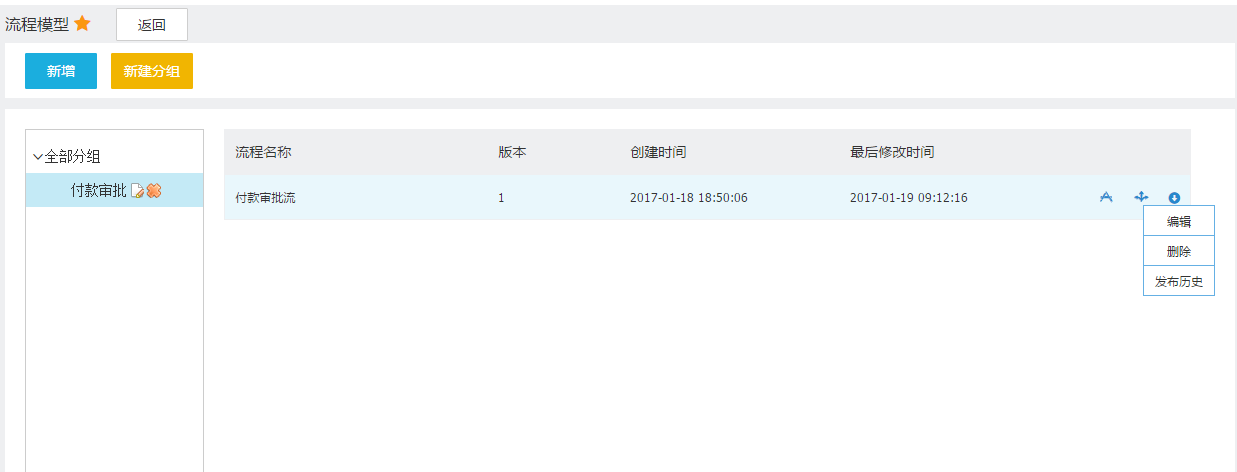 流程模型 返回
新增 新建分组
全部分组
付款审批
流程名称 版本 创建时间 最后修改时间
付款审批流 1 2017-01-18 18:50:06 2017-01-19 09:12:16
编辑
删除
发布历史